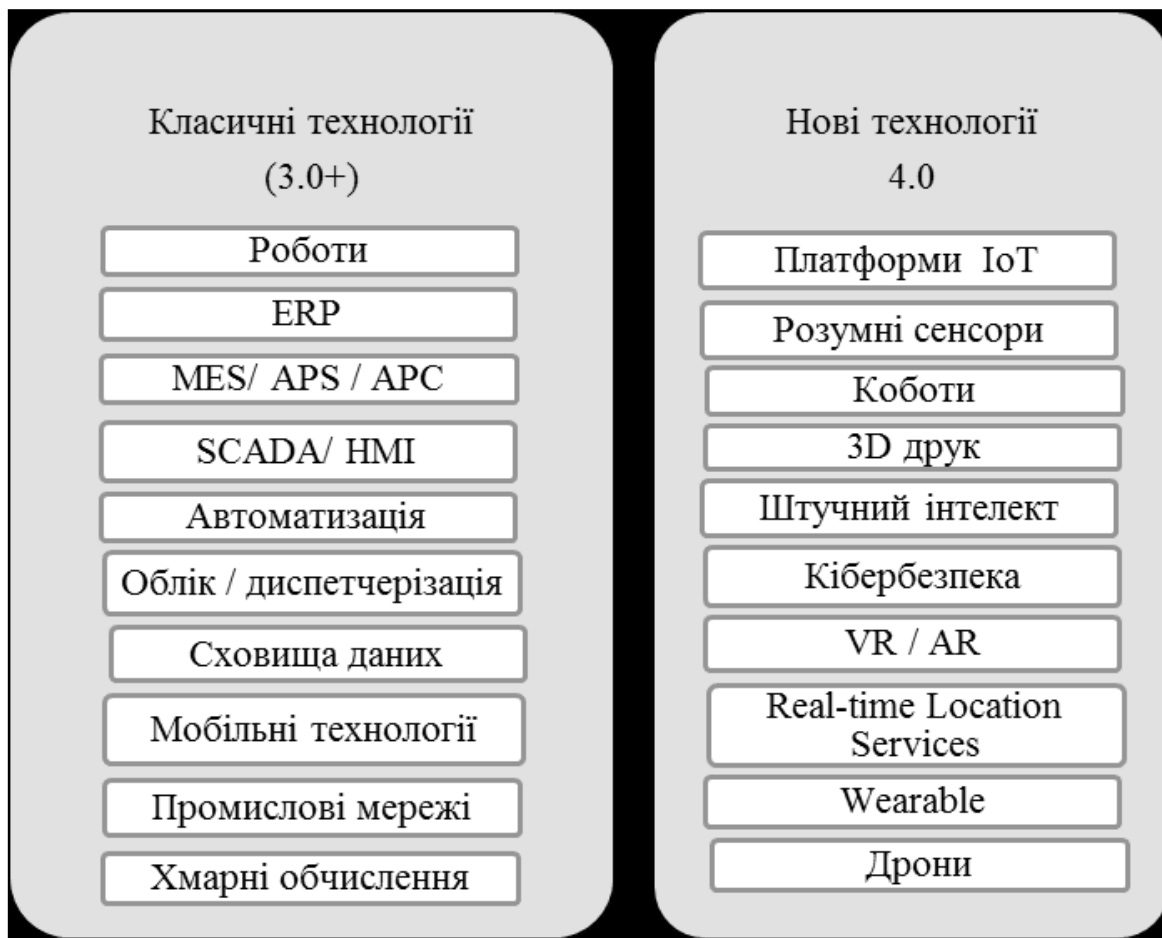 Класичні технології
(3.0+)
Роботи
ERP
MES/ APS / APC
SCADA/ HMI
Автоматизація
Облік / диспетчерізація
Сховища даних
Мобільні технології
Промислові мережі
Хмарні обчислення
Нові технології
4.0
Платформи IoT
Розумні сенсори
Коботи
3D друк
Штучний інтелект
Кібербезпека
VR / AR
Real-time Location
Services
Wearable
Дрони